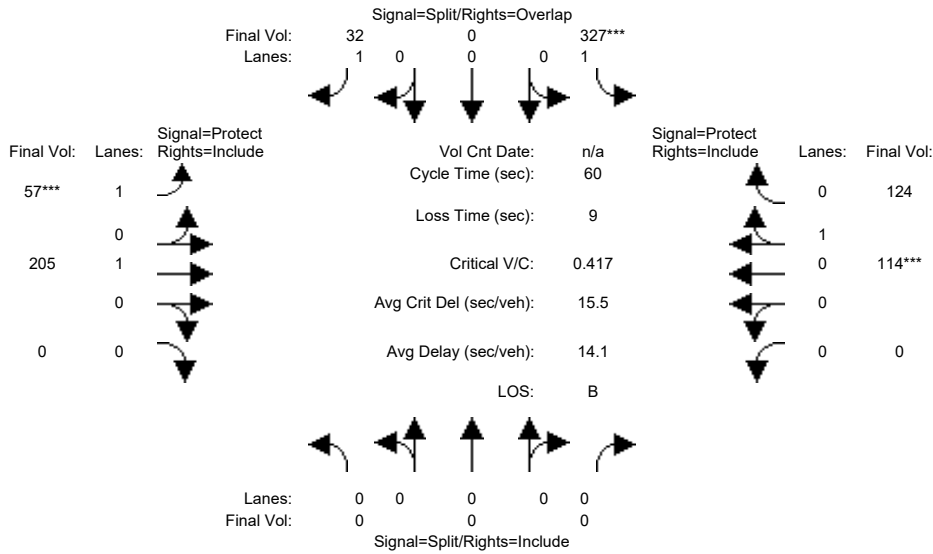 Signal=Split/Rights=Overlap
Final Vol: 32 0 327***
Lanes: 1 0 0 0 1
Signal=Protect Signal=Protect
Final Vol: Lanes: Rights=Include Vol Cnt Date: n/a Rights=Include Lanes: Final Vol:
Cycle Time (sec): 60
57*** 1 0 124
Loss Time (sec): 9
0 1
205 1 Critical V/C: 0.417 0 114***
0 Avg Crit Del (sec/veh): 15.5 0
0 0 Avg Delay (sec/veh): 14.1 0 0
LOS: B
Lanes: 0 0 0 0 0
Final Vol: 0 0 0
Signal=Split/Rights=Include